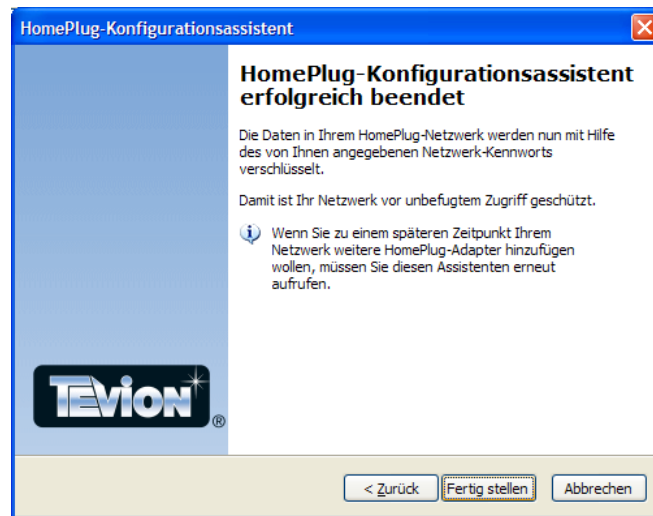 HomePlug-Konfigurationsassistent
HomePlug-Konfigurationsassistent
erfolgreich beendet
Die Daten in Ihrem HomePlug-Netzwerk werden nun mit Hilfe
des von Ihnen angegebenen Netzwerk-Kennworts
verschlüsselt.
Damit ist Ihr Netzwerk vor unbefugtem Zugriff geschützt.
Wenn Sie zu einem späteren Zeitpunkt Ihrem
Netzwerk weitere HomePlug-Adapter hinzufügen
wollen, müssen Sie diesen Assistenten erneut
aufrufen.
TEVION ®
< Zurück Fertig stellen Abbrechen